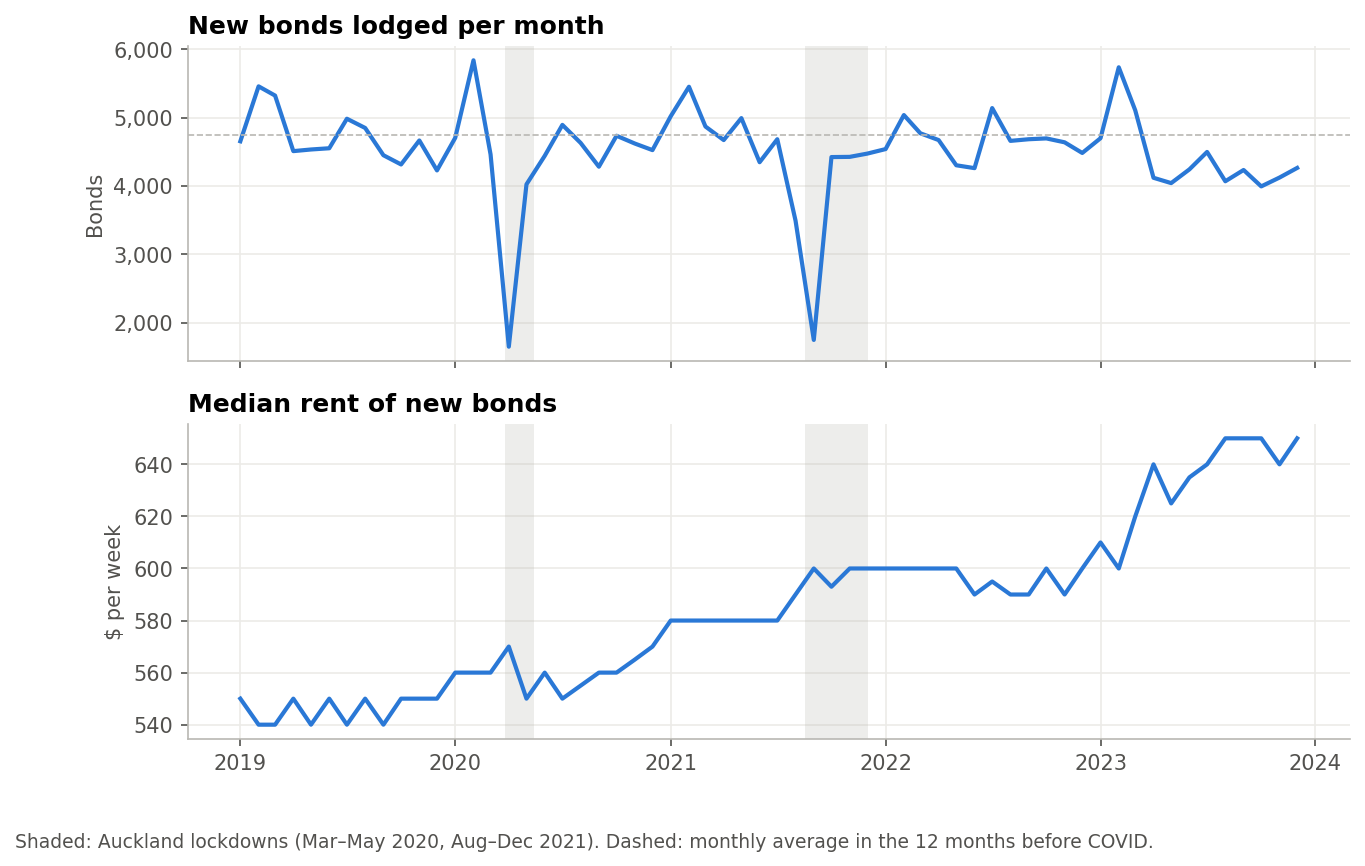 New bonds lodged per month
6,000
5,000
4,000
3,000
2,000
Bonds
Median rent of new bonds
640
620
600
580
560
540
$ per week
2019 2020 2021 2022 2023 2024
Shaded: Auckland lockdowns (Mar–May 2020, Aug–Dec 2021). Dashed: monthly average in the 12 months before COVID.